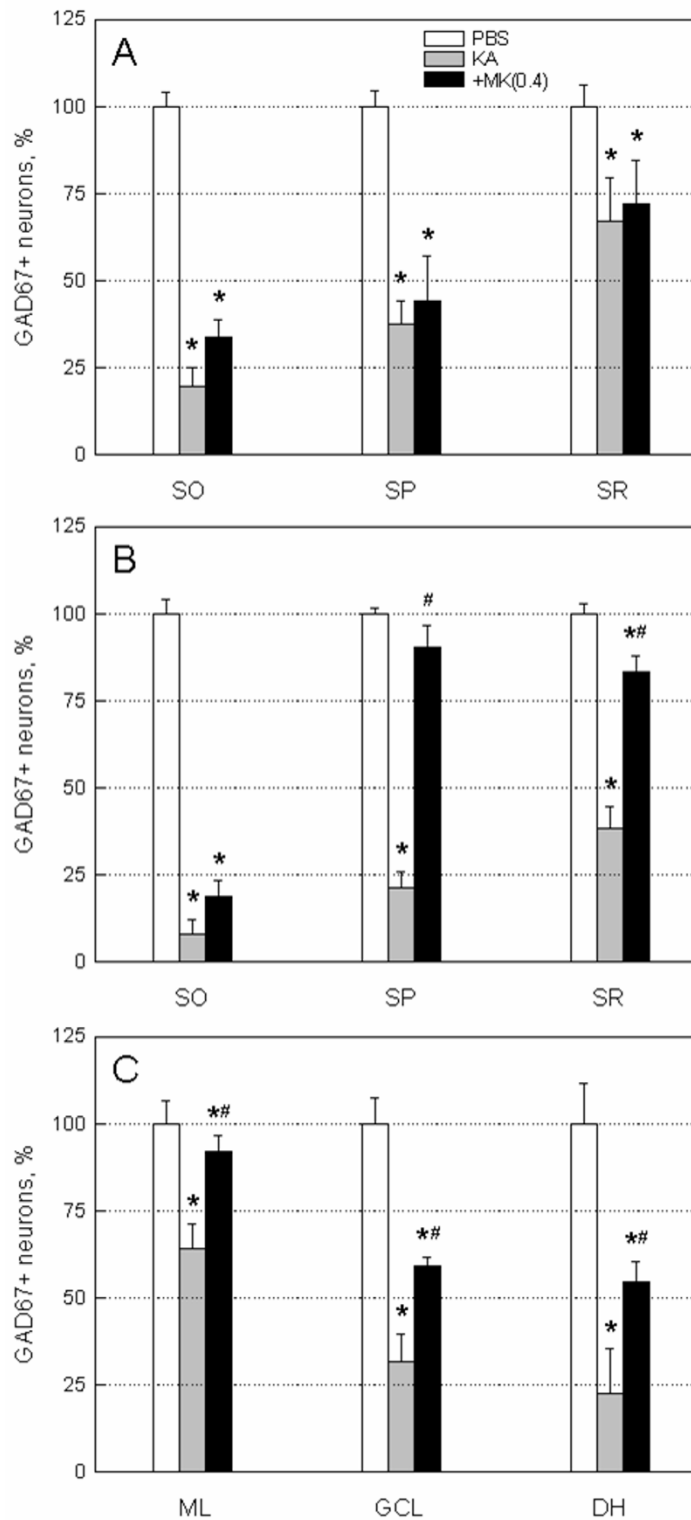 A
PBS
KA
+MK(0.4)
125
100
75
50
25
0
GAD67+ neurons, %
* * * * * *
SO SP SR
B
125
100
75
50
25
0
GAD67+ neurons, %
* * * # * *#
SO SP SR
C
125
100
75
50
25
0
GAD67+ neurons, %
* *# * *# * *#
ML GCL DH